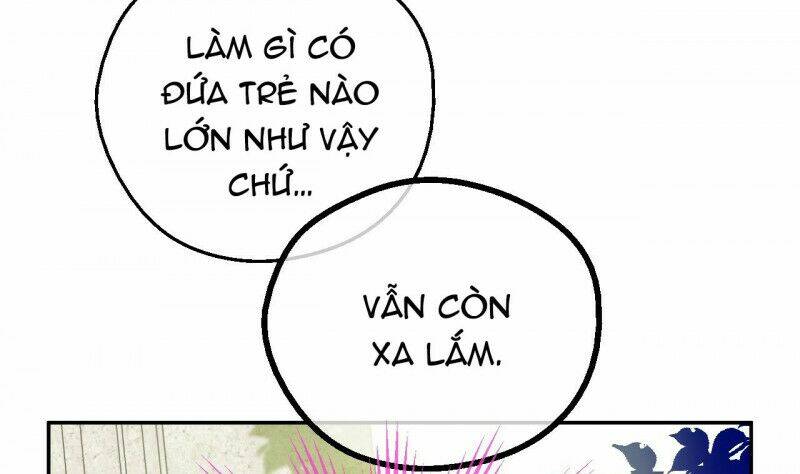 LÀM GÌ CÓ
ĐỨA TRẺ NÀO
LỚN NHƯ VẬY
CHỨ...
VẪN CÒN
XA LẮM.